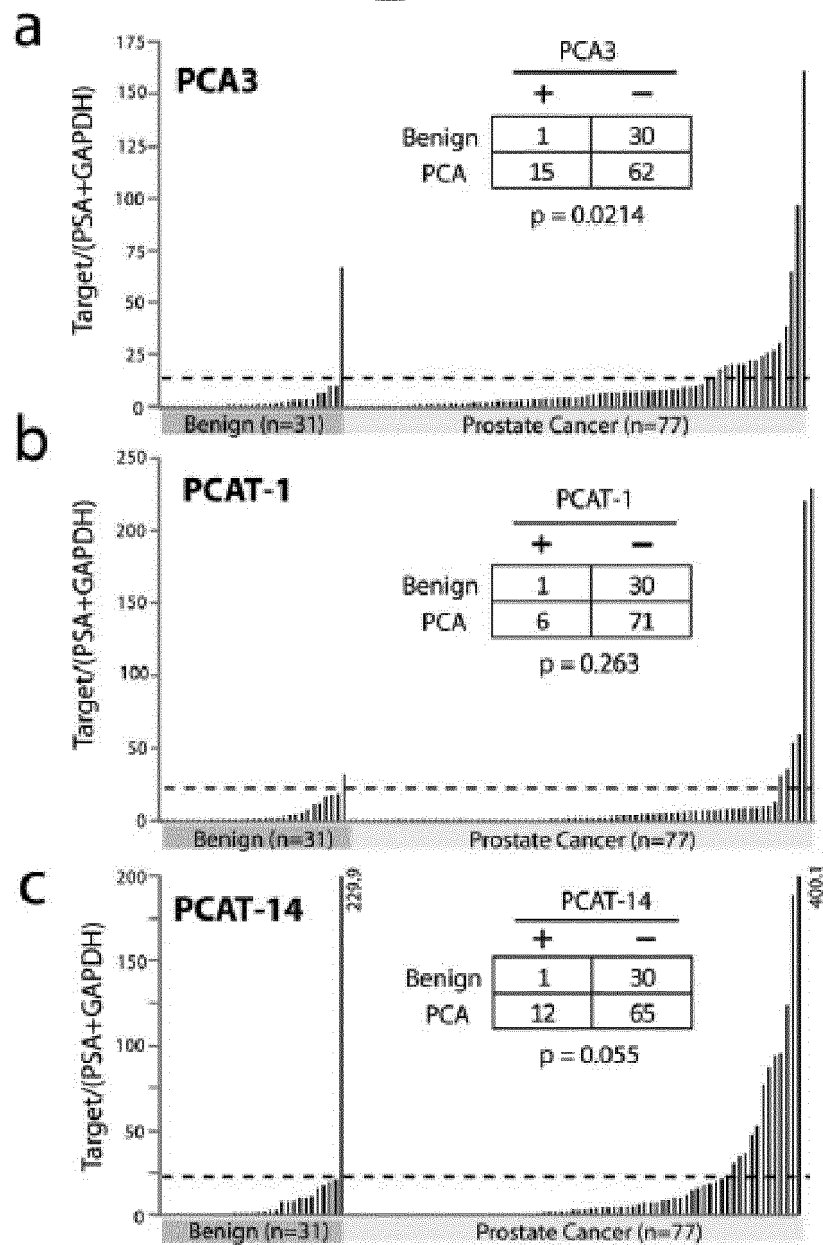 a
PCA3
175
150
125
100
75
50
25
0
Target/(PSA+GAPDH)
PCA3
+ −
Benign 1 30
PCA 15 62
p = 0.0214
Benign (n=31) Prostate Cancer (n=77)
b
PCAT-1
250
200
150
100
50
0
Target/(PSA+GAPDH)
PCAT-1
+ −
Benign 1 30
PCA 6 71
p = 0.263
Benign (n=31) Prostate Cancer (n=77)
c
PCAT-14
200
150
100
50
0
Target/(PSA+GAPDH)
229.9
400.1
PCAT-14
+ −
Benign 1 30
PCA 12 65
p = 0.055
Benign (n=31) Prostate Cancer (n=77)